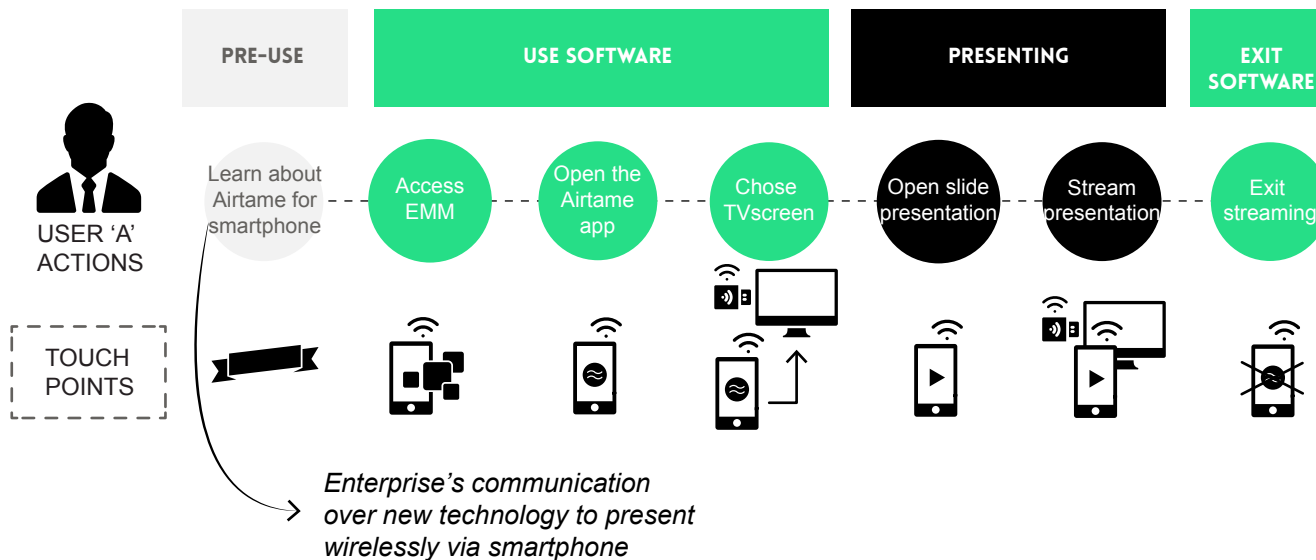 PRE-USE
USE SOFTWARE
PRESENTING
EXIT
SOFTWARE
USER ‘A’
ACTIONS
Learn about
Airtame for
smartphone
Access
EMM
Open the
Airtame
app
Chose
TVscreen
Open slide
presentation
Stream
presentation
Exit
streaming
TOUCH
POINTS
Enterprise’s communication
over new technology to present
wirelessly via smartphone